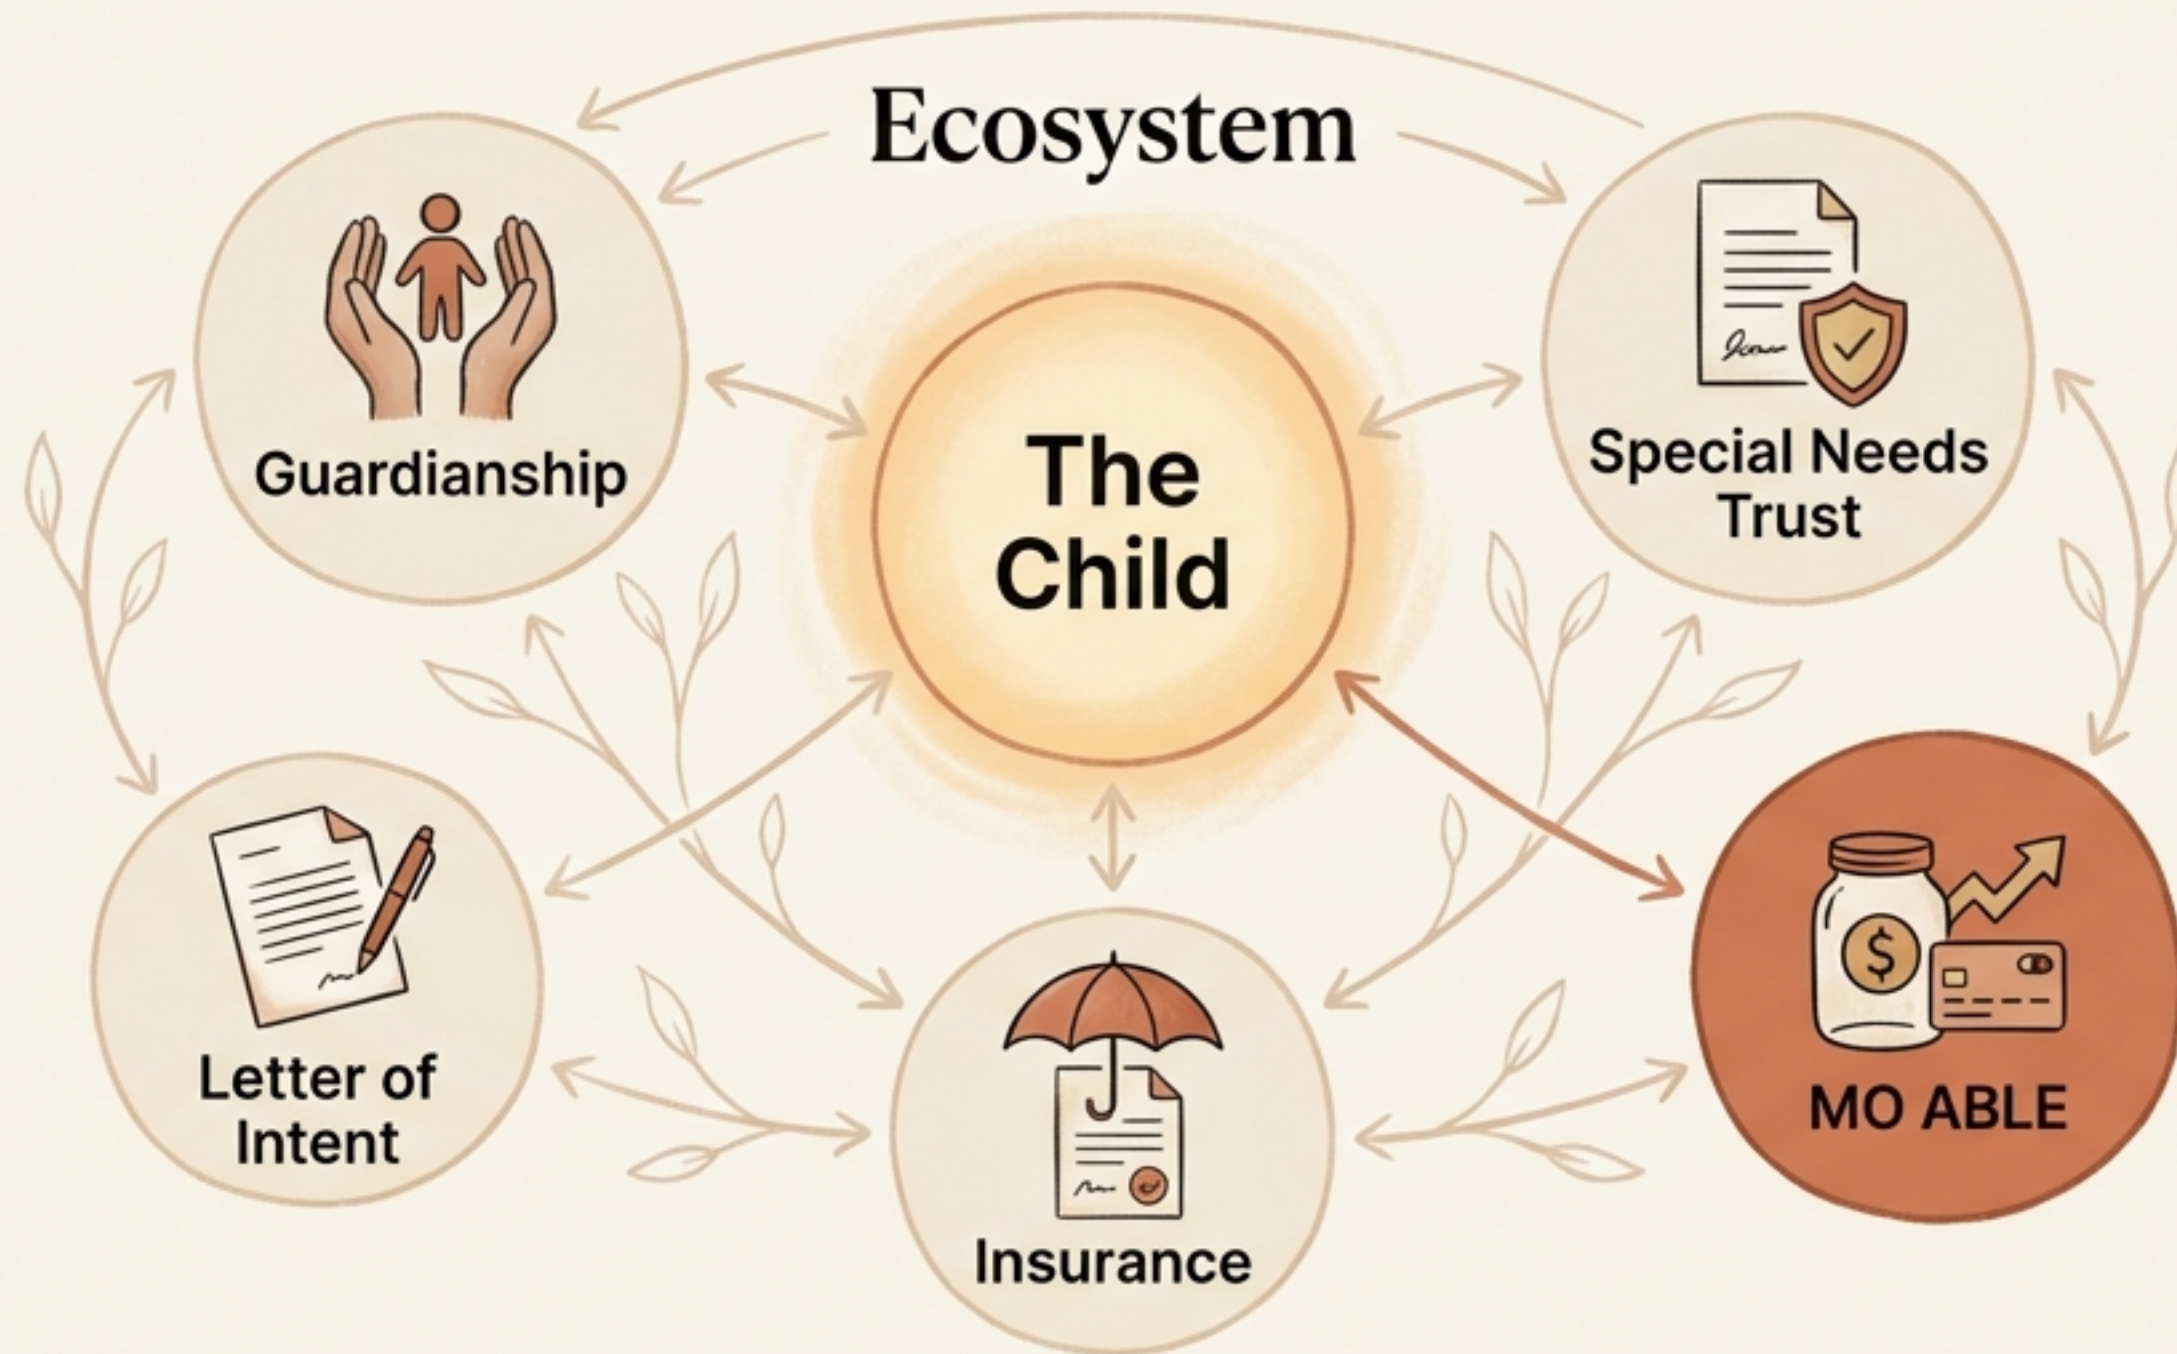 Ecosystem
Guardianship
The
Child
Special Needs
Trust
Letter of
Intent
$
MO ABLE
Insurance